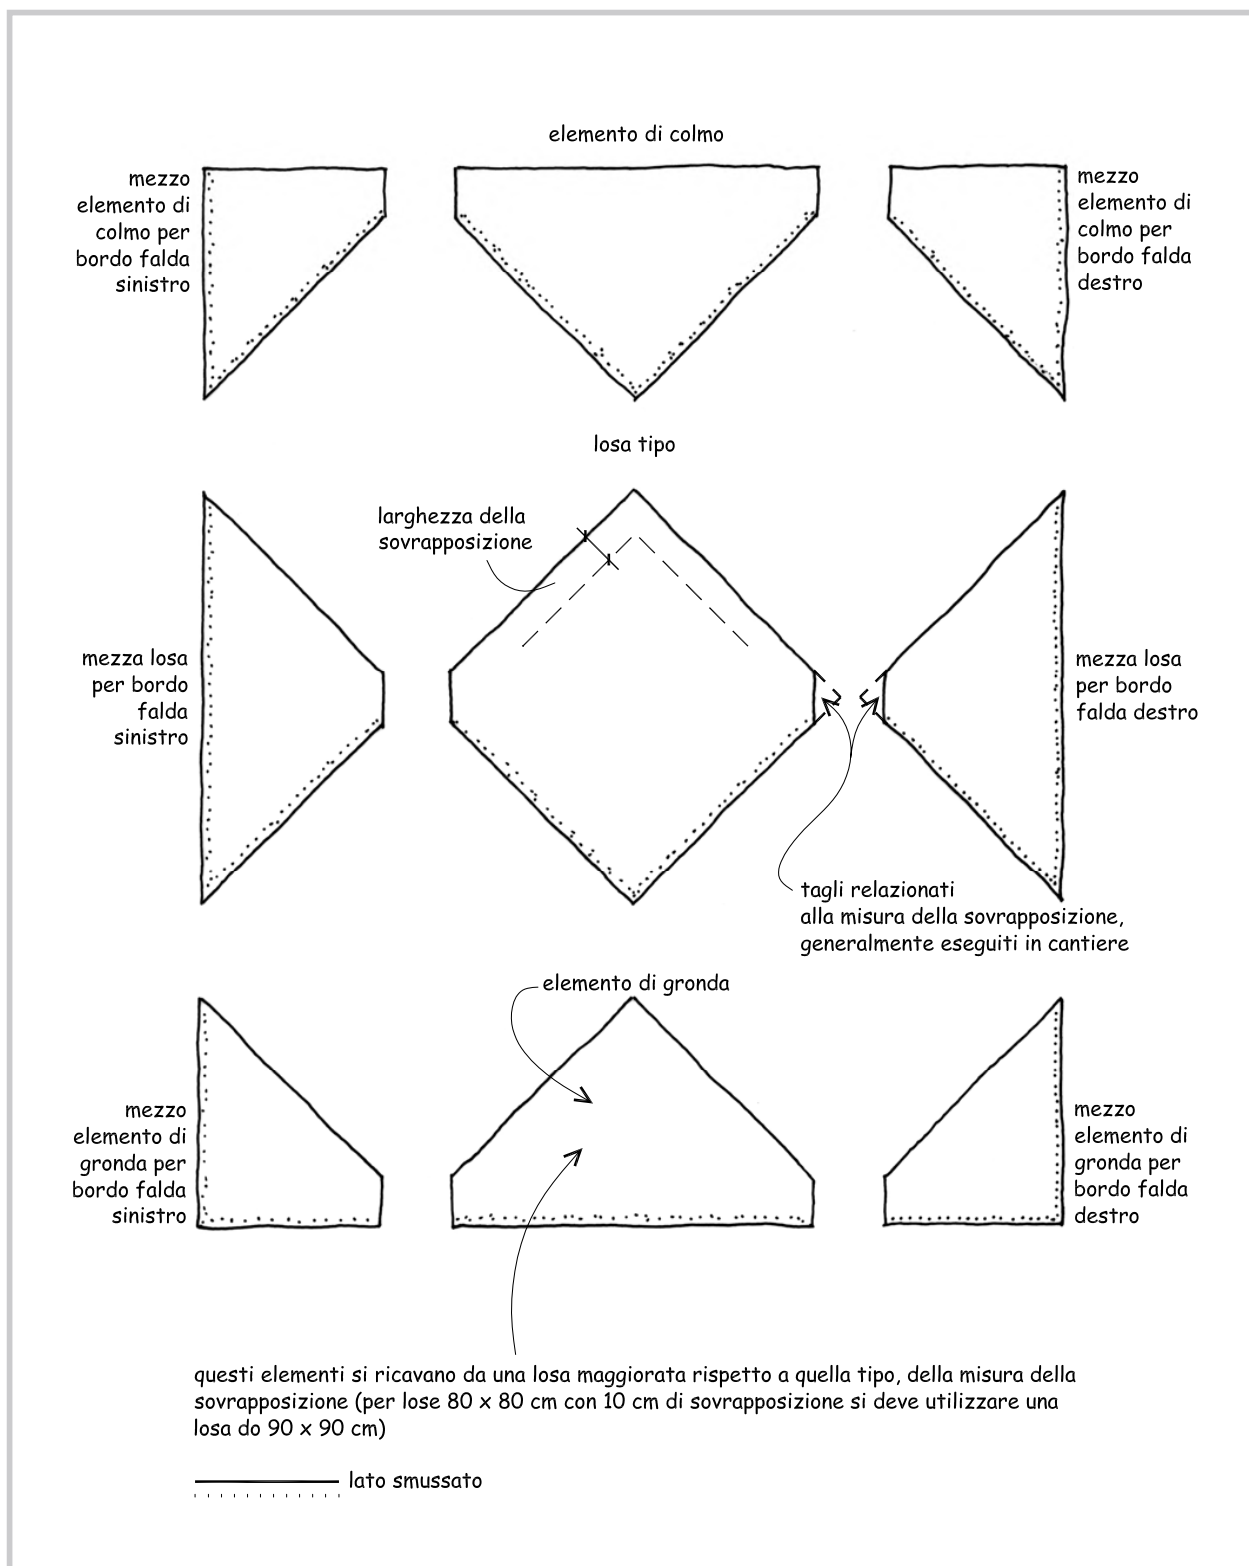 elemento di colmo
mezzo
elemento di
colmo per
bordo falda
sinistro
mezzo
elemento di
colmo per
bordo falda
destro
losa tipo
larghezza della
sovrapposizione
mezza losa
per bordo
falda
sinistro
mezza losa
per bordo
falda destro
tagli relazionati
alla misura della sovrapposizione,
generalmente eseguiti in cantiere
elemento di gronda
mezzo
elemento di
gronda per
bordo falda
sinistro
mezzo
elemento di
gronda per
bordo falda
destro
questi elementi si ricavano da una losa maggiorata rispetto a quella tipo, della misura della
sovrapposizione (per lose 80 x 80 cm con 10 cm di sovrapposizione si deve utilizzare una
losa do 90 x 90 cm)
lato smussato